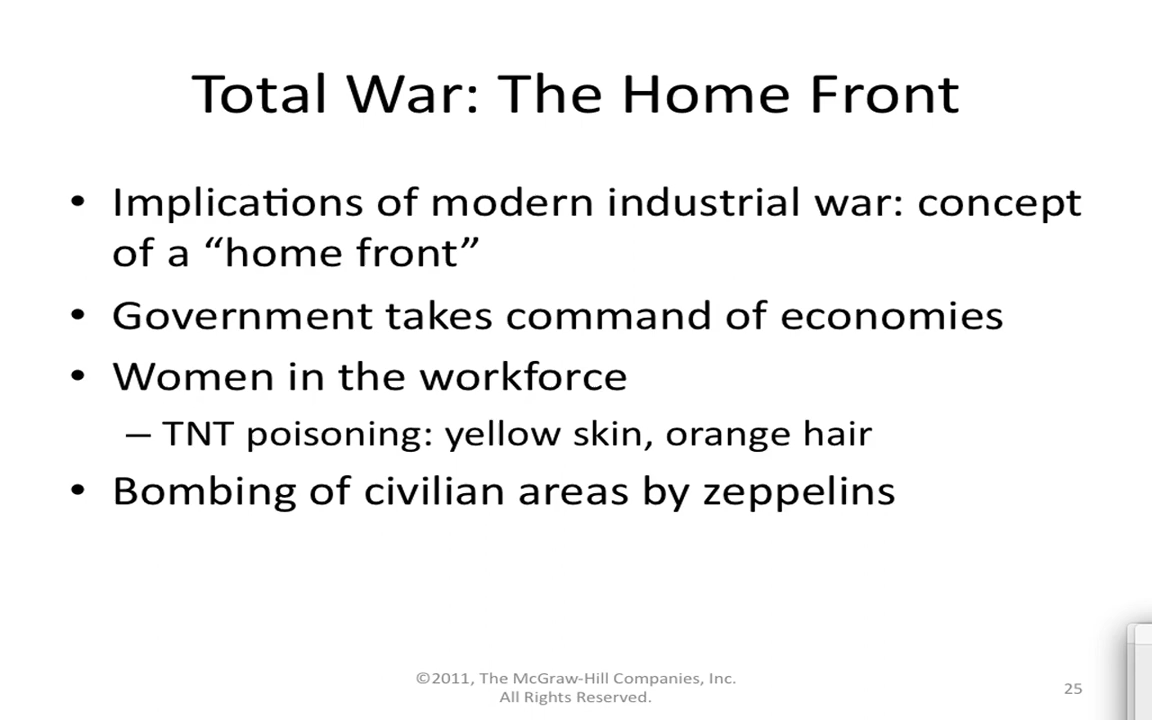 Total War: The Home Front
• Implications of modern industrial war: concept
of a “home front”
• Government takes command of economies
• Women in the workforce
– TNT poisoning: yellow skin, orange hair
• Bombing of civilian areas by zeppelins
©2011, The McGraw-Hill Companies, Inc.
All Rights Reserved.
25